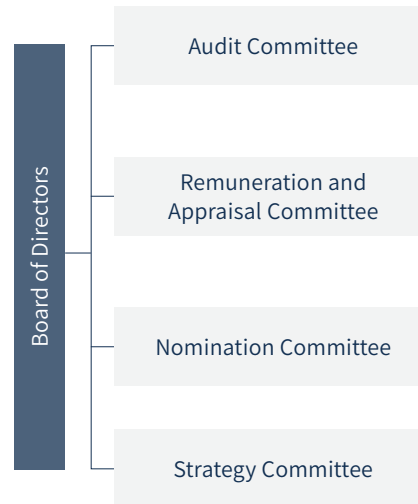 Board of Directors
Audit Committee
Remuneration and
Appraisal Committee
Nomination Committee
Strategy Committee